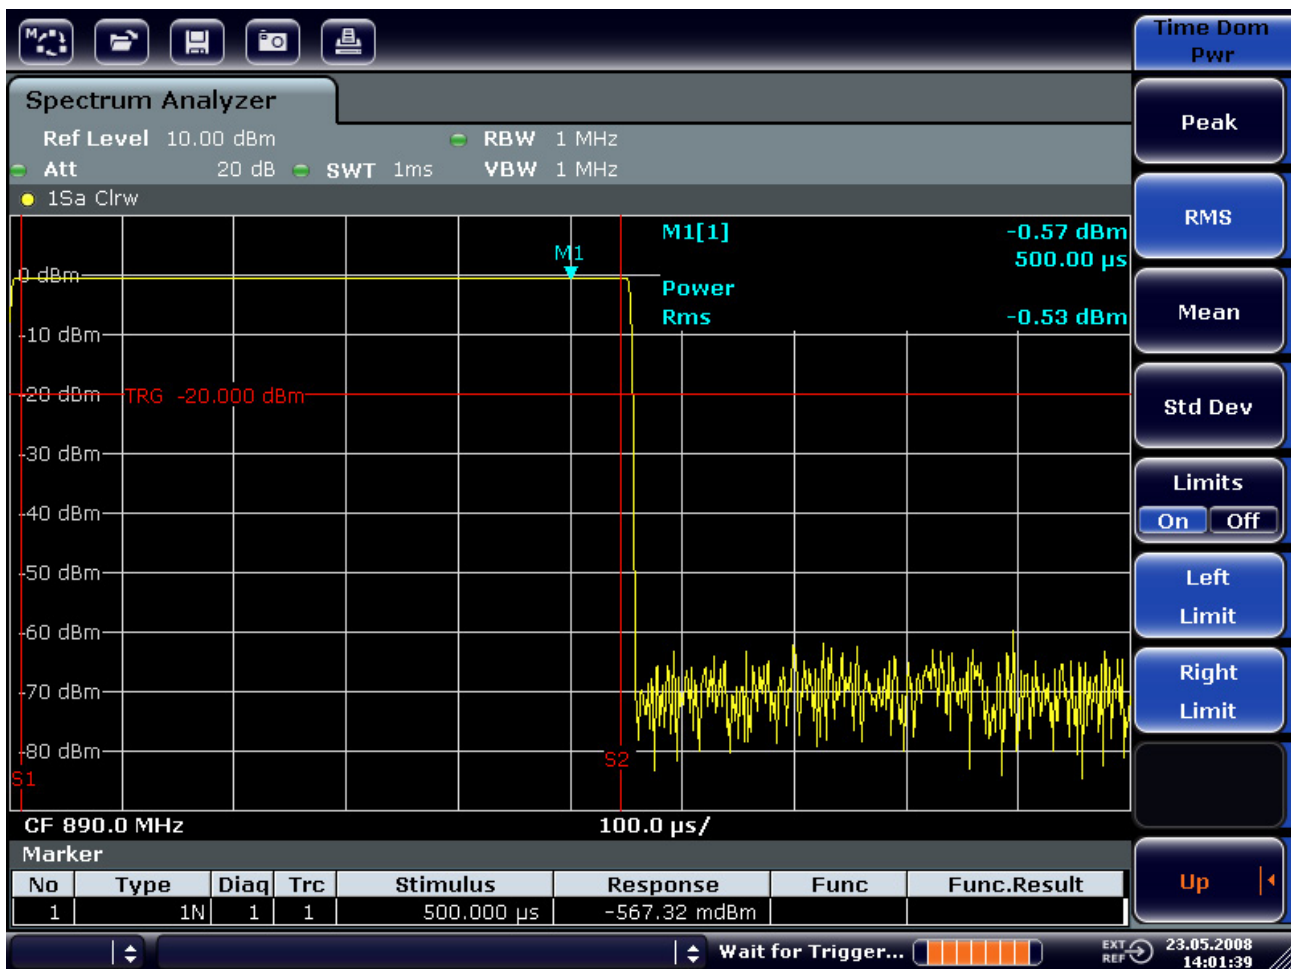 Time Dom
Pwr
Spectrum Analyzer
Ref Level 10.00 dBm RBW 1 MHz
Att 20 dB SWT 1ms VBW 1 MHz
1Sa Clrw
M1[1] -0.57 dBm
500.00 µs
M1
Power
Rms -0.53 dBm
0 dBm
-10 dBm
-20 dBm
TRG -20.000 dBm
-30 dBm
-40 dBm
-50 dBm
-60 dBm
-70 dBm
-80 dBm
S1
S2
CF 890.0 MHz 100.0 µs/
Marker
No Type Diaq Trc Stimulus Response Func Func.Result
1 1N 1 1 500.000 µs -567.32 mdBm
Wait for Trigger...
EXT
REF
23.05.2008
14:01:39
Peak
RMS
Mean
Std Dev
Limits
On Off
Left
Limit
Right
Limit
Up
M